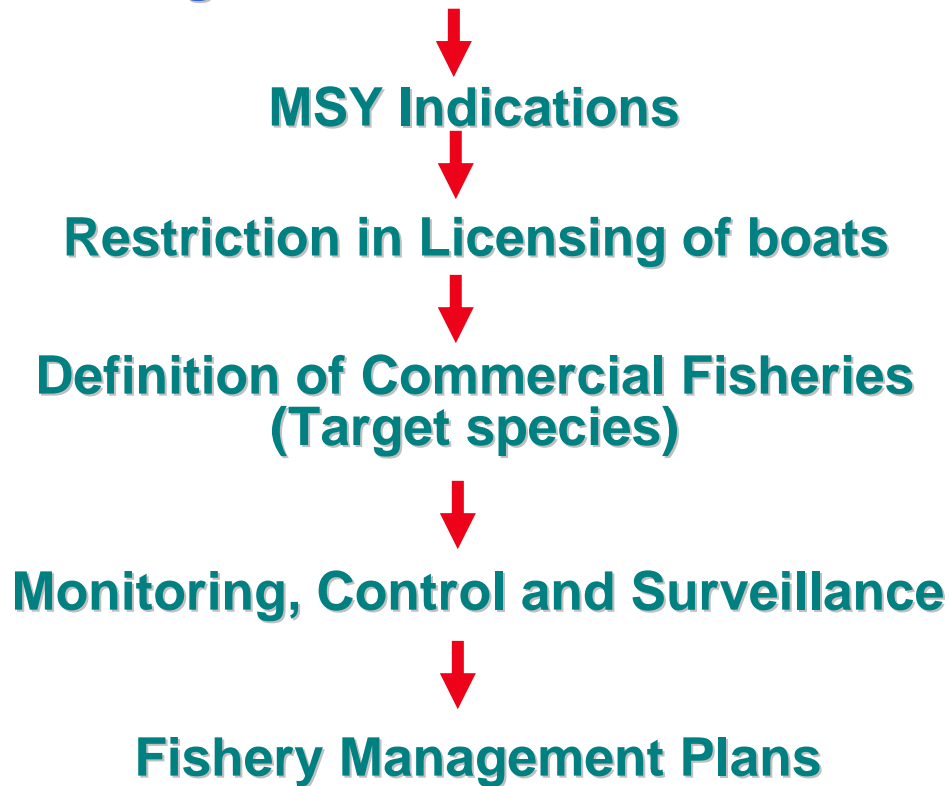 MSY Indications
Restriction in Licensing of boats
Definition of Commercial Fisheries
(Target species)
Monitoring, Control and Surveillance
Fishery Management Plans